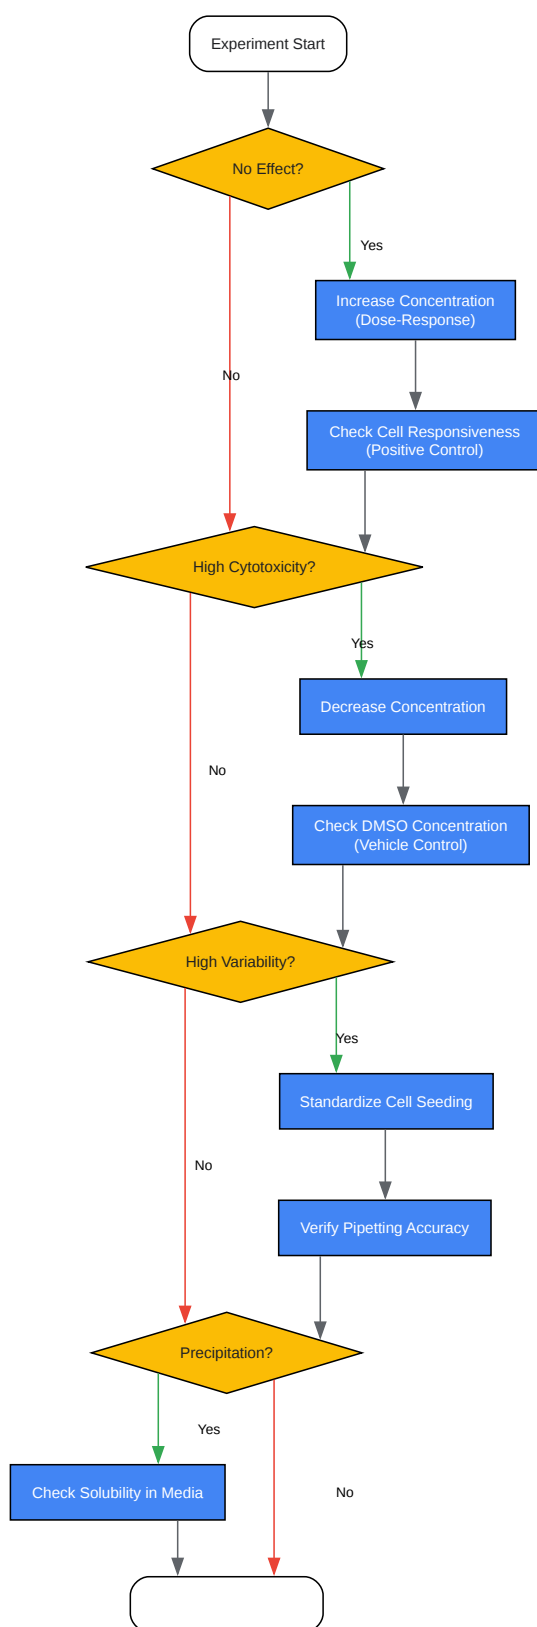 Experiment Start
No Effect?
Yes
Increase Concentration
(Dose-Response)
No
Check Cell Responsiveness
(Positive Control)
High Cytotoxicity?
Yes
Decrease Concentration
No
Check DMSO Concentration
(Vehicle Control)
High Variability?
Yes
Standardize Cell Seeding
No
Verify Pipetting Accuracy
Precipitation?
Yes
Check Solubility in Media
No